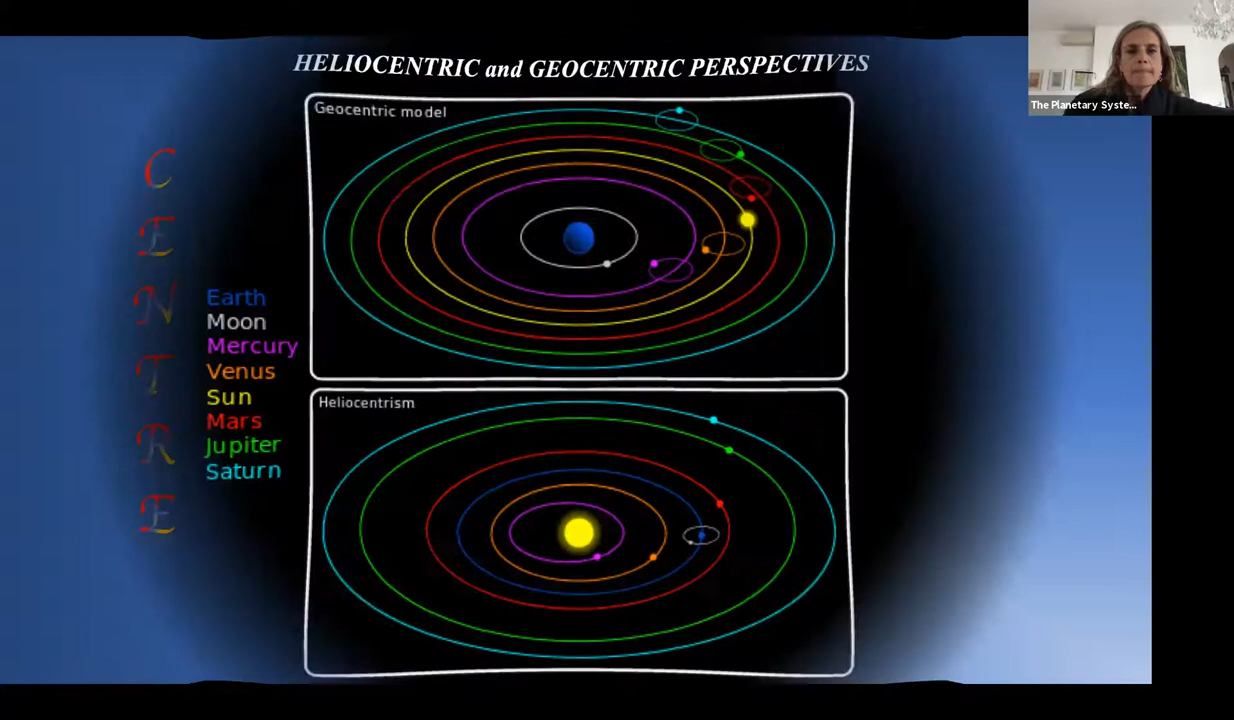 HELIOCENTRIC and GEOCENTRIC PERSPECTIVES
The Planetary Syste...
Geocentric model
C
E
N
T
R
E
Earth
Moon
Mercury
Venus
Sun
Mars
Jupiter
Saturn
Heliocentrism